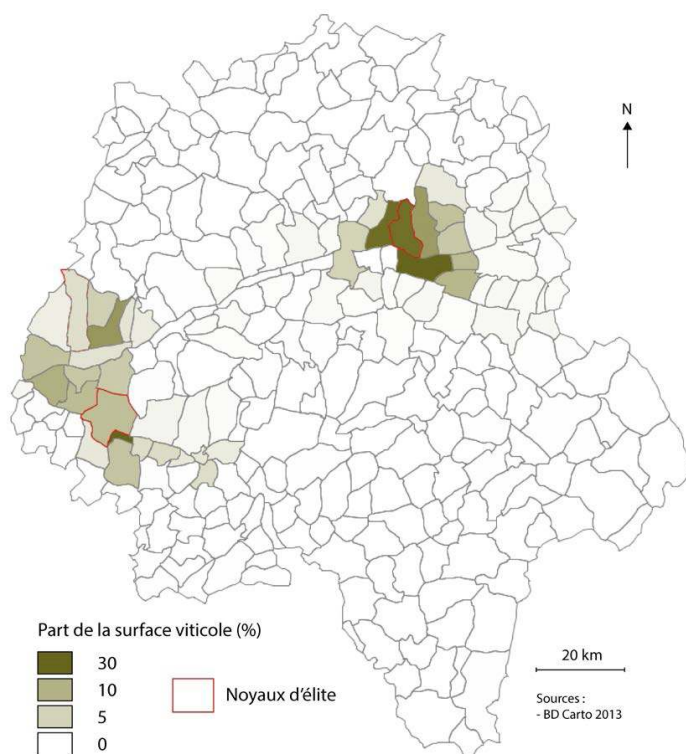 N
Part de la surface viticole (%)
30
10
5
0
Noyaux d'élite
20 km
Sources :
- BD Carto 2013